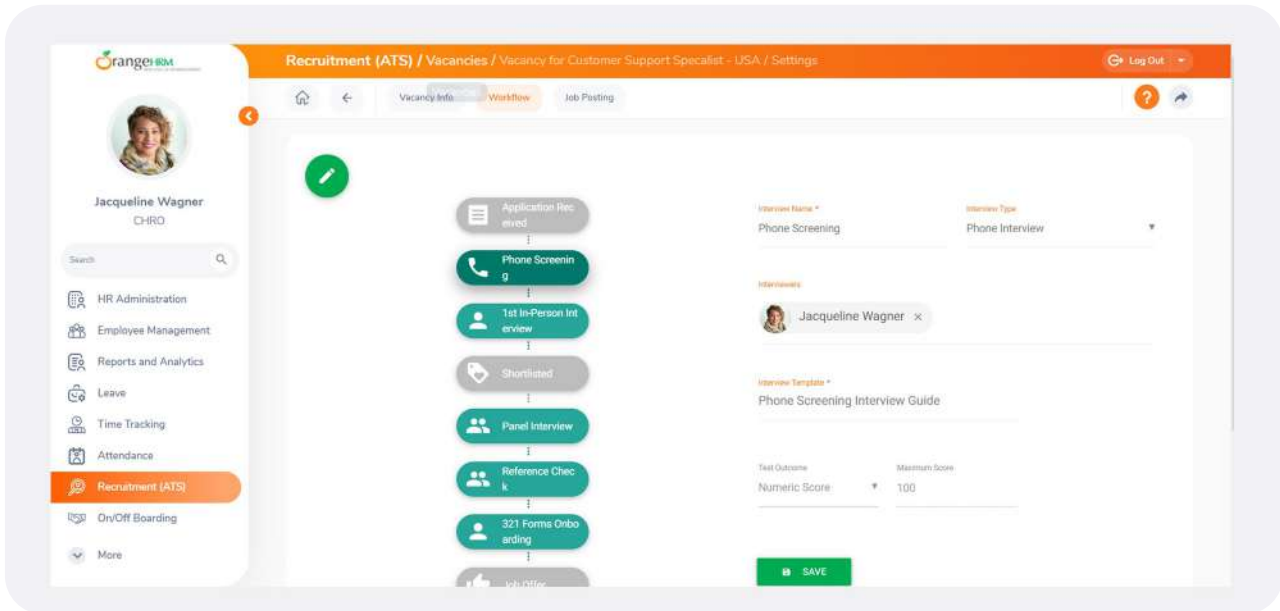 OrangeHRM
Recruitment (ATS) / Vacancies / Vacancy for Customer Support Specalist - USA / Settings
Log Out
Vacancy Info
Workflow
Job Posting
?
Jacqueline Wagner
CHRO
Search
HR Administration
Employee Management
Reports and Analytics
Leave
Time Tracking
Attendance
Recruitment (ATS)
On/Off Boarding
More
Application Rec
eived
Phone Screenin
g
1st In-Person Int
erview
Shortlisted
Panel Interview
Reference Chec
k
321 Forms Onbo
arding
Job Offer
Interview Name *
Interview Type
Phone Screening
Phone Interview
Interviewers
Jacqueline Wagner ×
Interview Template *
Phone Screening Interview Guide
Test Outcome
Maximum Score
Numeric Score
100
SAVE